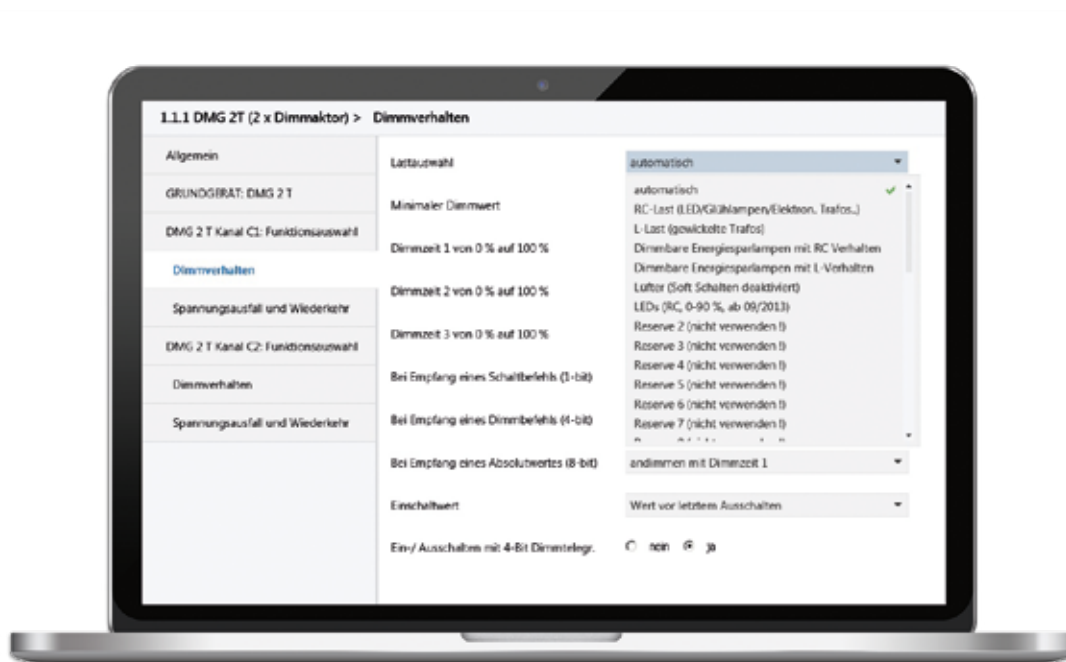 1.1.1 DMG 2T (2 x Dimmaktor) > Dimmverhalten
Allgemein
GRUNDGERÄT: DMG 2 T
DMG 2 T Kanal C1: Funktionsauswahl
Dimmverhalten
Spannungsausfall und Wiederkehr
DMG 2 T Kanal C2: Funktionsauswahl
Dimmverhalten
Spannungsausfall und Wiederkehr
Lastauswahl
automatisch
automatisch
RC-Last (LED/Glühlampen/Elektron. Trafos..)
L-Last (gewickelte Trafos)
Dimmbare Energiesparlampen mit RC Verhalten
Dimmbare Energiesparlampen mit L-Verhalten
Lüfter (Soft Schalten deaktiviert)
LEDs (RC, 0-90 %, ab 09/2013)
Reserve 2 (nicht verwenden !)
Reserve 3 (nicht verwenden !)
Reserve 4 (nicht verwenden !)
Reserve 5 (nicht verwenden !)
Reserve 6 (nicht verwenden !)
Reserve 7 (nicht verwenden !)
Minimaler Dimmwert
Dimmzeit 1 von 0 % auf 100 %
Dimmzeit 2 von 0 % auf 100 %
Dimmzeit 3 von 0 % auf 100 %
Bei Empfang eines Schaltbefehls (1-bit)
Bei Empfang eines Dimmbefehls (4-bit)
Bei Empfang eines Absolutwertes (8-bit) andimmen mit Dimmzeit 1
Einschaltwert Wert vor letztem Ausschalten
Ein-/ Ausschalten mit 4-Bit Dimmtelegr. nein ja